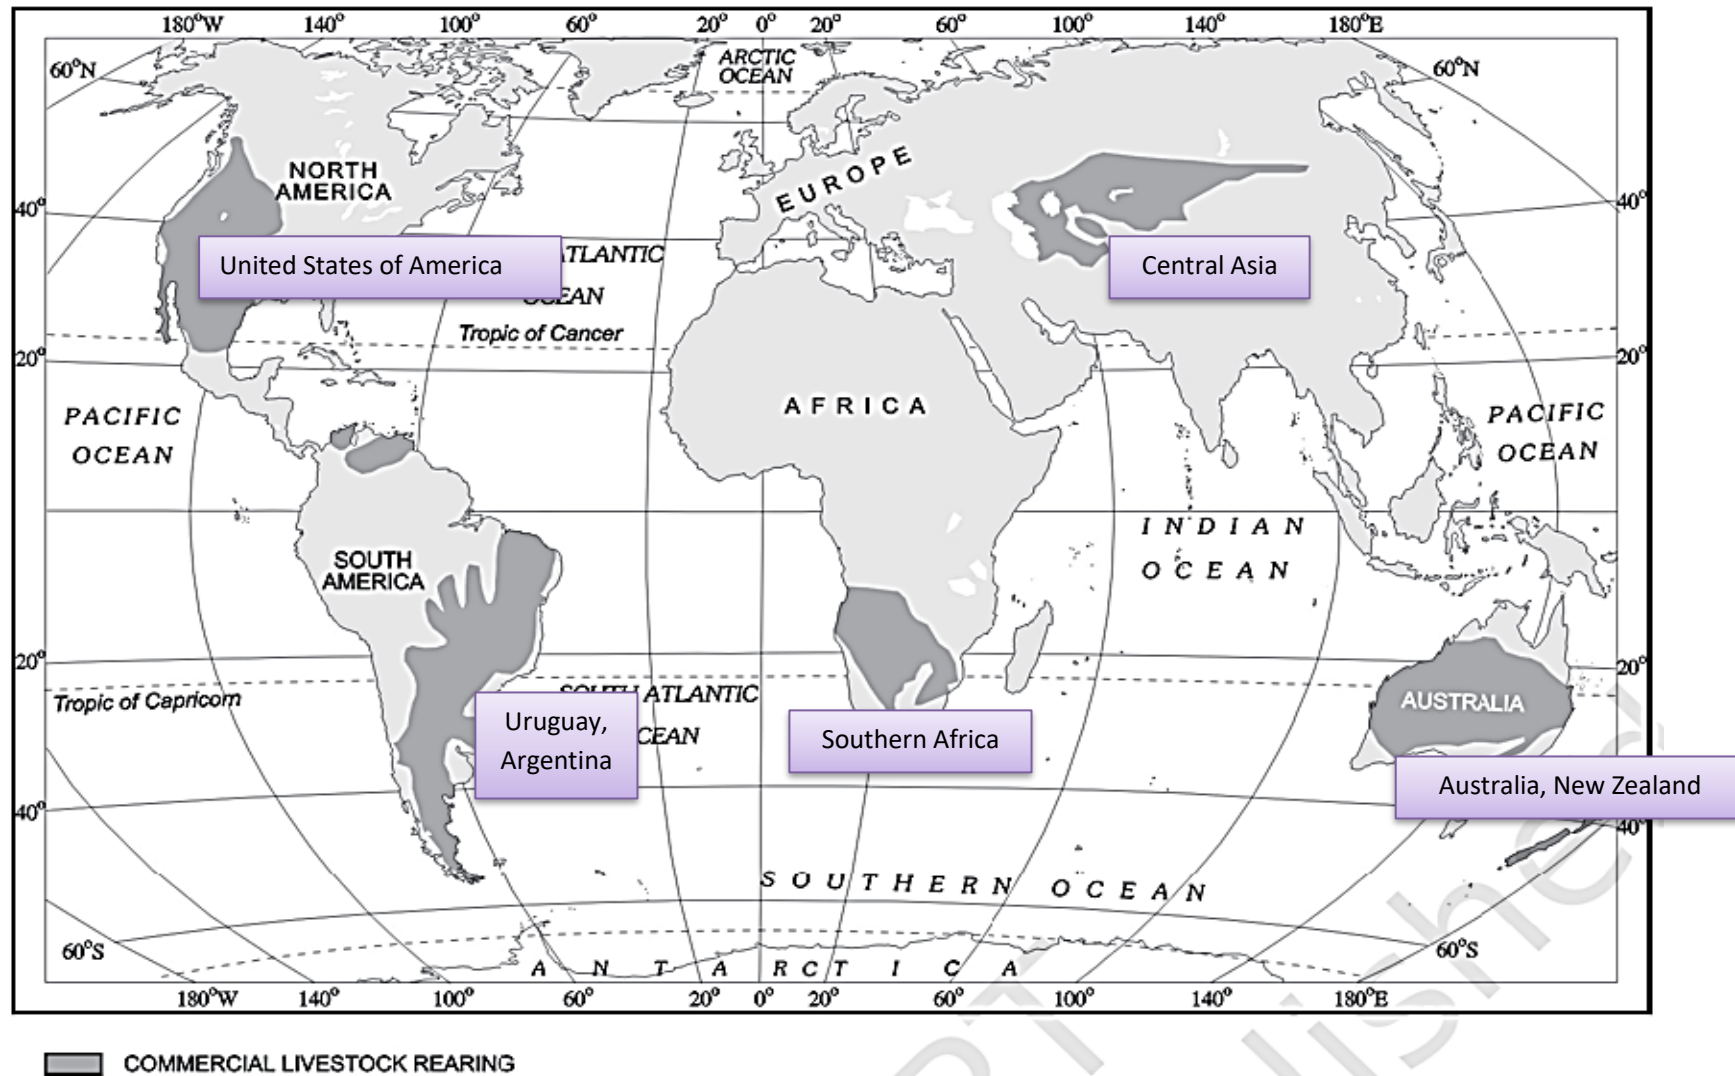 180°W 140° 100° 60° 20° 0° 20° 60° 100° 140° 180°E
ARCTIC
OCEAN
60°N
60°N
NORTH
AMERICA
EUROPE
40°
40°
United States of America
ATLANTIC
OCEAN
Central Asia
Tropic of Cancer
20°
20°
AFRICA
PACIFIC
OCEAN
PACIFIC
OCEAN
INDIAN
OCEAN
SOUTH
AMERICA
20°
20°
Tropic of Capricorn
SOUTH ATLANTIC
OCEAN
AUSTRALIA
Uruguay,
Argentina
Southern Africa
Australia, New Zealand
40°
40°
SOUTHERN OCEAN
60°S
60°S
ANTARCTICA
180°W 140° 100° 60° 20° 0° 20° 60° 100° 140° 180°E
COMMERCIAL LIVESTOCK REARING